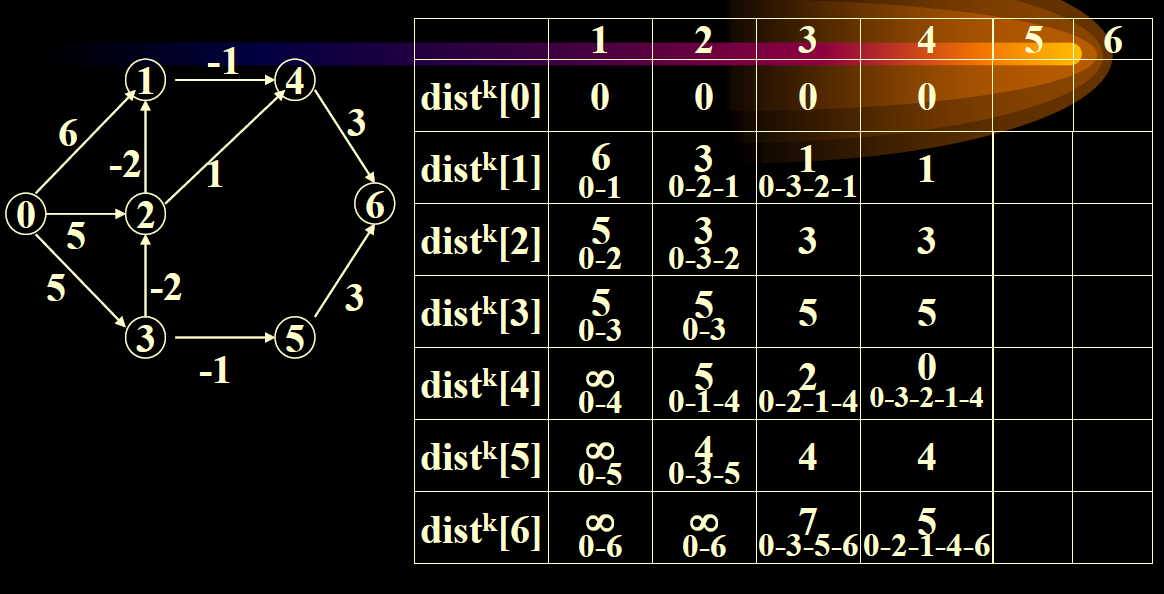 1 2 3 4 5 6
dist^k[0] 0 0 0 0
dist^k[1] 6 3 1 1
0-1 0-2-1 0-3-2-1
dist^k[2] 5 3 3 3
0-2 0-3-2
dist^k[3] 5 5 5 5
0-3 0-3
dist^k[4] ∞ 5 2 0
0-4 0-1-4 0-2-1-4 0-3-2-1-4
dist^k[5] ∞ 4 4 4
0-5 0-3-5
dist^k[6] ∞ ∞ 7 5
0-6 0-6 0-3-5-6 0-2-1-4-6
-1
1 4
6 3
-2 1
0 2 6
5
5 -2 3
3 5
-1